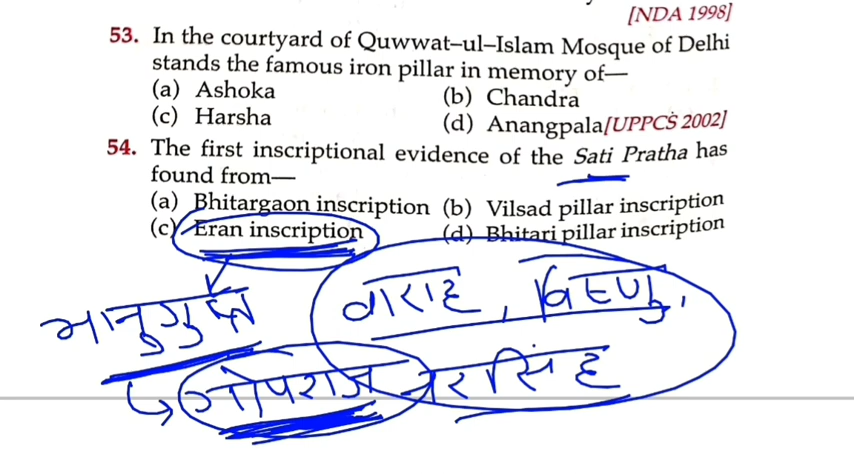 [NDA 1998]
53. In the courtyard of Quwwat–ul–Islam Mosque of Delhi
stands the famous iron pillar in memory of—
(a) Ashoka (b) Chandra
(c) Harsha (d) Anangpala [UPPCS 2002]
54. The first inscriptional evidence of the Sati Pratha has
found from—
(a) Bhitargaon inscription (b) Vilsad pillar inscription
(c) Eran inscription (d) Bhitari pillar inscription
वाराह, विष्णु,
भानुगुप्त
गोपराज नरसिंह